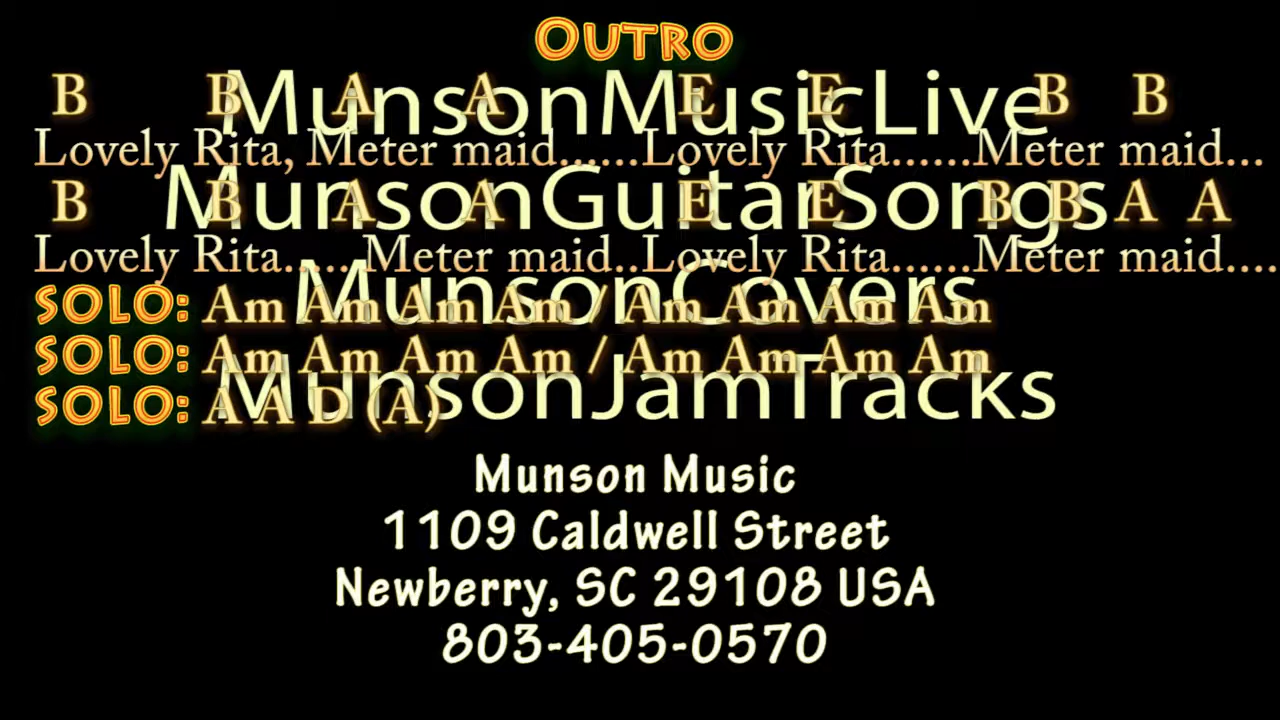 Outro
B B A A E E B B
MunsonMusicLive
Lovely Rita, Meter maid......Lovely Rita......Meter maid...
B B A A E E B B A A
MunsonGuitarSongs
Lovely Rita..... Meter maid..Lovely Rita......Meter maid....
MunsonCovers
SOLO: Am Am Am Am / Am Am Am Am
SOLO: Am Am Am Am / Am Am Am Am
MunsonJamTracks
SOLO: A A D (A)
Munson Music
1109 Caldwell Street
Newberry, SC 29108 USA
803-405-0570